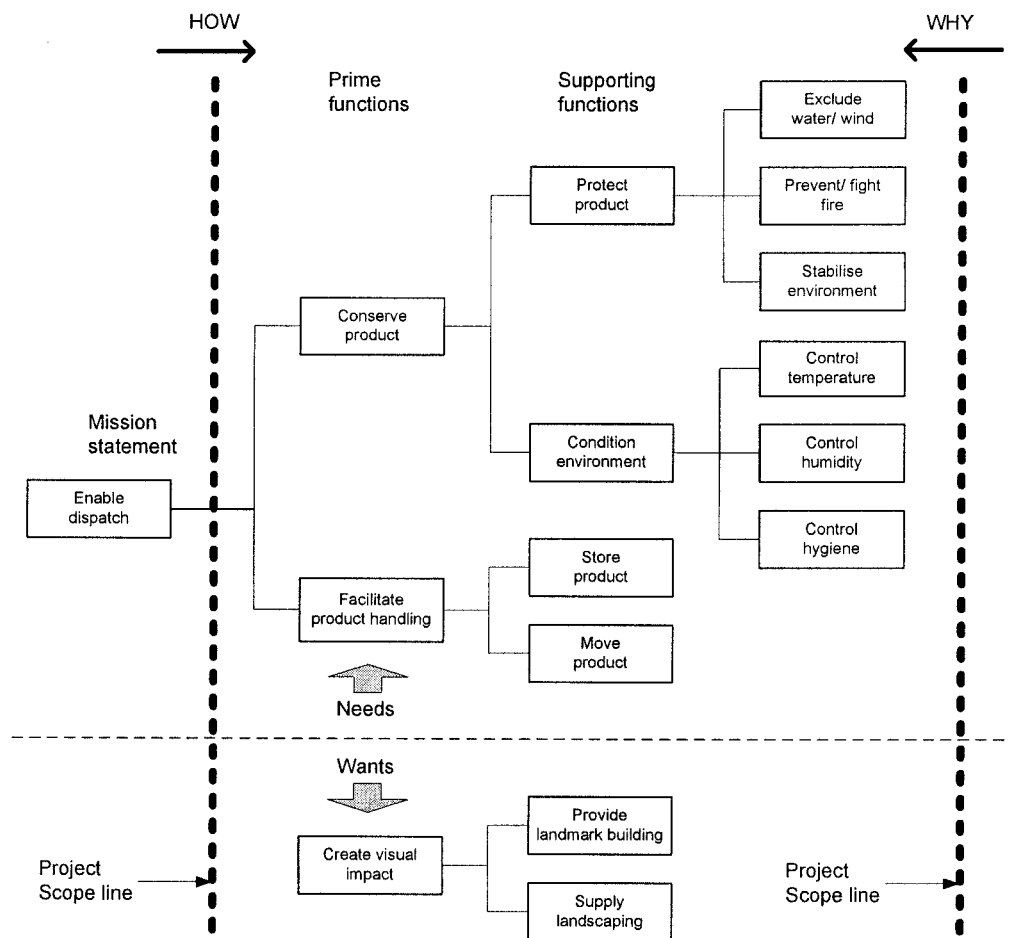 HOW
WHY
Prime
functions
Supporting
functions
Exclude
water/ wind
Protect
product
Prevent/ fight
fire
Stabilise
environment
Conserve
product
Control
temperature
Mission
statement
Condition
environment
Control
humidity
Enable
dispatch
Control
hygiene
Store
product
Facilitate
product handling
Move
product
Needs
Wants
Provide
landmark building
Create visual
impact
Project
Scope line
Project
Scope line
Supply
landscaping